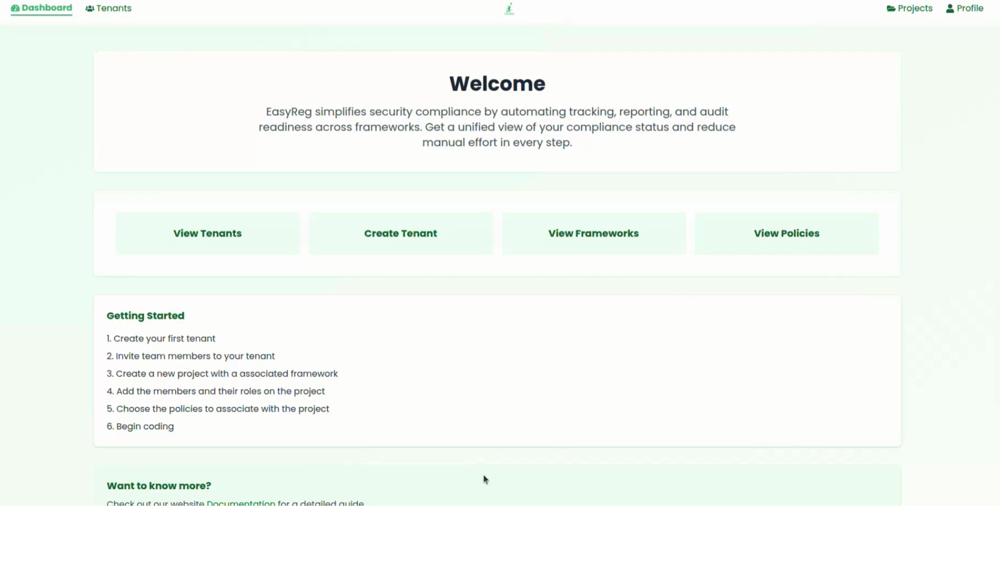 Dashboard
Tenants
Projects
Profile
Welcome
EasyReg simplifies security compliance by automating tracking, reporting, and audit
readiness across frameworks. Get a unified view of your compliance status and reduce
manual effort in every step.
View Tenants
Create Tenant
View Frameworks
View Policies
Getting Started
1. Create your first tenant
2. Invite team members to your tenant
3. Create a new project with a associated framework
4. Add the members and their roles on the project
5. Choose the policies to associate with the project
6. Begin coding
Want to know more?
Check out our website Documentation for a detailed guide